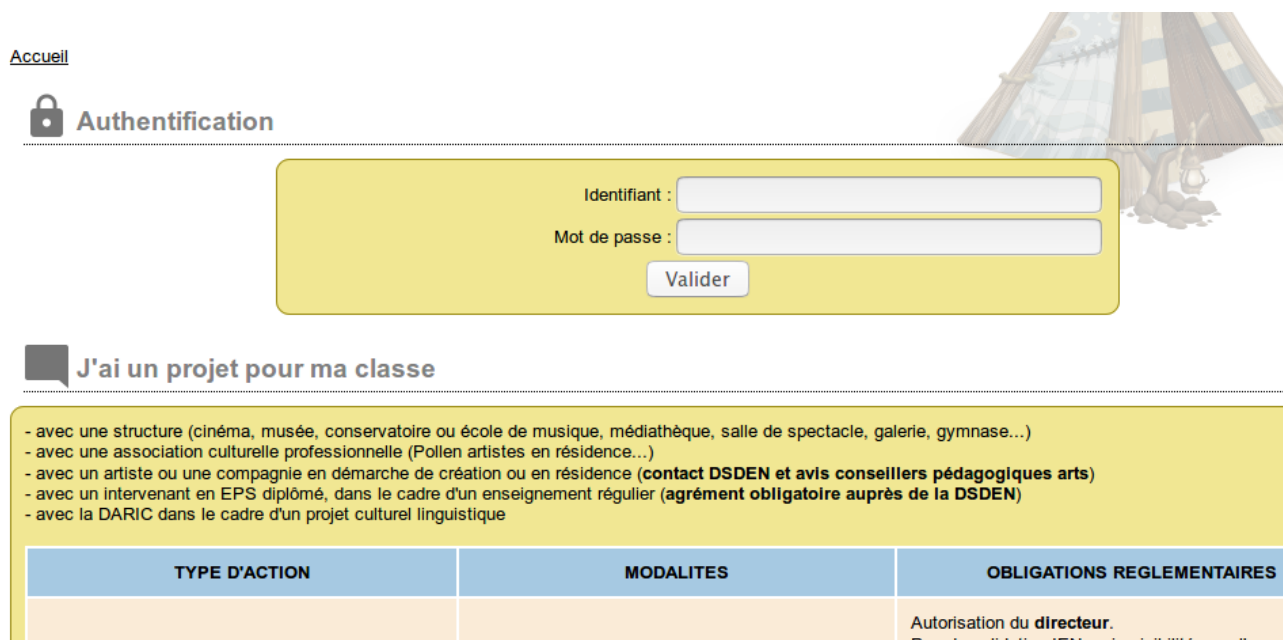 Accueil
Authentification
Identifiant :
Mot de passe :
Valider
J'ai un projet pour ma classe
- avec une structure (cinéma, musée, conservatoire ou école de musique, médiathèque, salle de spectacle, galerie, gymnase...)
- avec une association culturelle professionnelle (Pollen artistes en résidence...)
- avec un artiste ou une compagnie en démarche de création ou en résidence (contact DSDEN et avis conseillers pédagogiques arts)
- avec un intervenant en EPS diplômé, dans le cadre d'un enseignement régulier (agrément obligatoire auprès de la DSDEN)
- avec la DARIC dans le cadre d'un projet culturel linguistique
TYPE D'ACTION MODALITES OBLIGATIONS REGLEMENTAIRES
Autorisation du directeur.